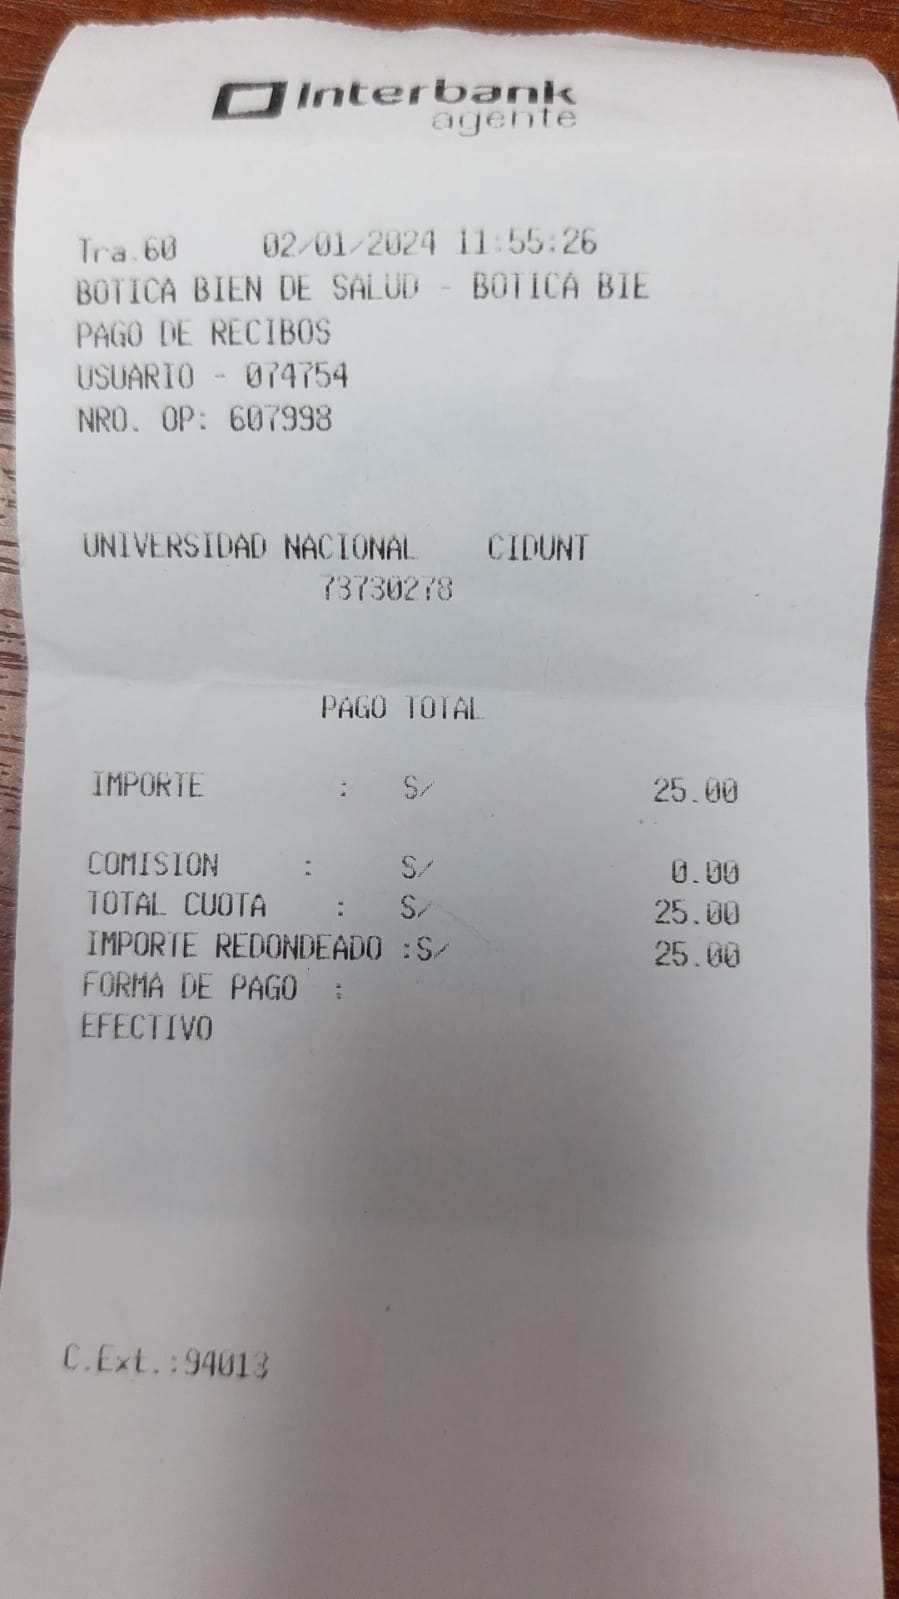 Interbank
agente
Tra.60 02/01/2024 11:55:26
BOTICA BIEN DE SALUD - BOTICA BIE
PAGO DE RECIBOS
USUARIO - 074754
NRO. OP: 607998
UNIVERSIDAD NACIONAL CIDUNT
73730278
PAGO TOTAL
IMPORTE : S/ 25.00
COMISION : S/ 0.00
TOTAL CUOTA : S/ 25.00
IMPORTE REDONDEADO :S/ 25.00
FORMA DE PAGO :
EFECTIVO
C.Ext.:94013